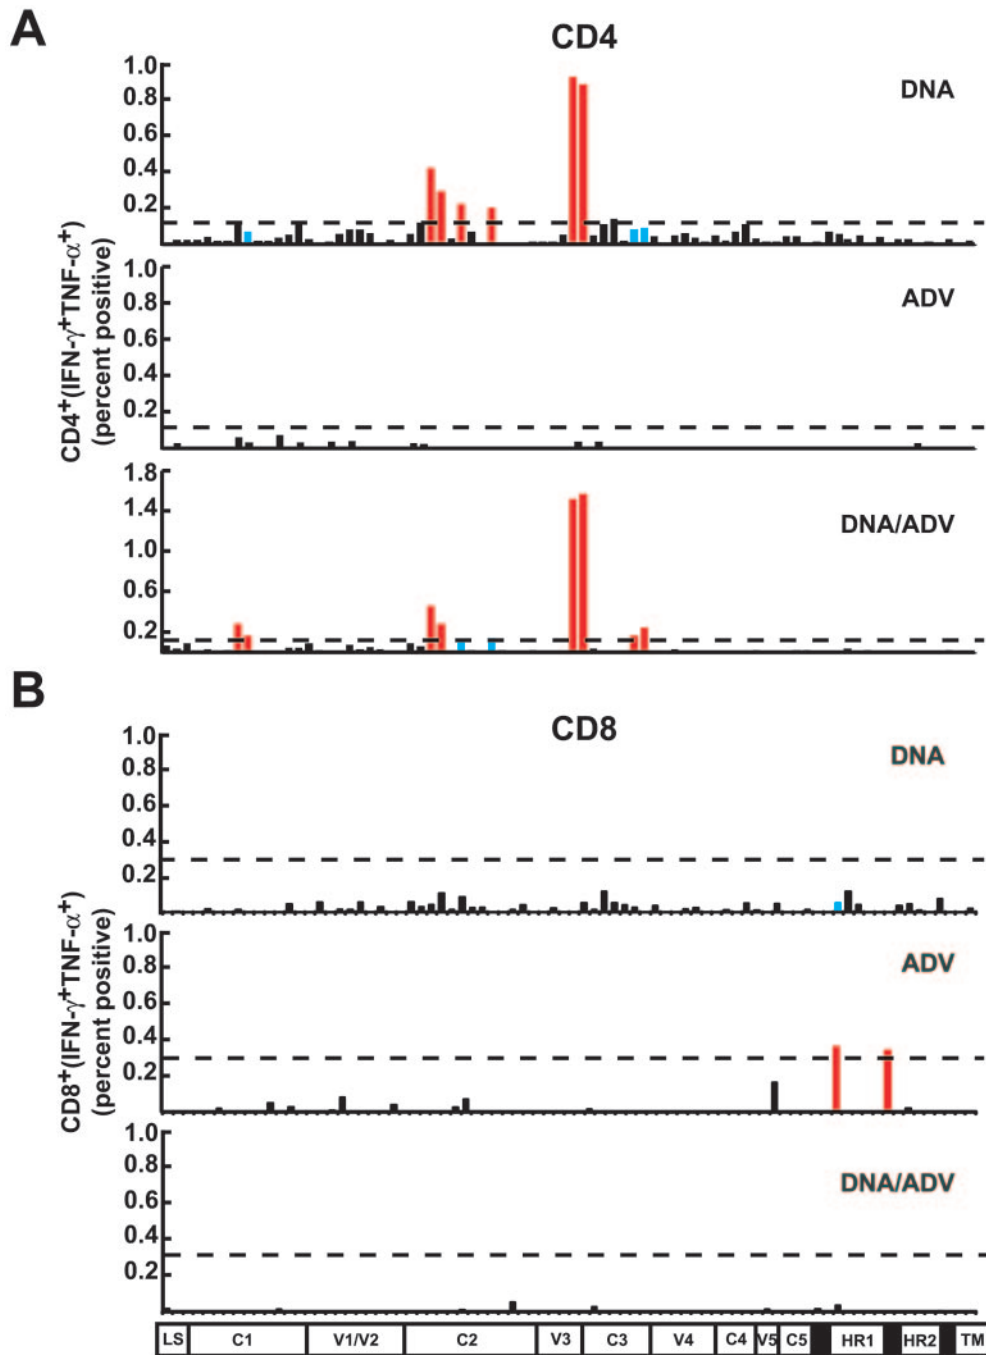 A
CD4
CD4+(IFN-γ+TNF-α+)
(percent positive)
1.0
0.8
0.6
0.4
0.2
DNA
1.0
0.8
0.6
0.4
0.2
ADV
1.8
1.4
1.0
0.6
0.2
DNA/ADV
B
CD8
CD8+(IFN-γ+TNF-α+)
(percent positive)
1.0
0.8
0.6
0.4
0.2
DNA
1.0
0.8
0.6
0.4
0.2
ADV
1.0
0.8
0.6
0.4
0.2
DNA/ADV
LS C1 V1/V2 C2 V3 C3 V4 C4 V5 C5 HR1 HR2 TM